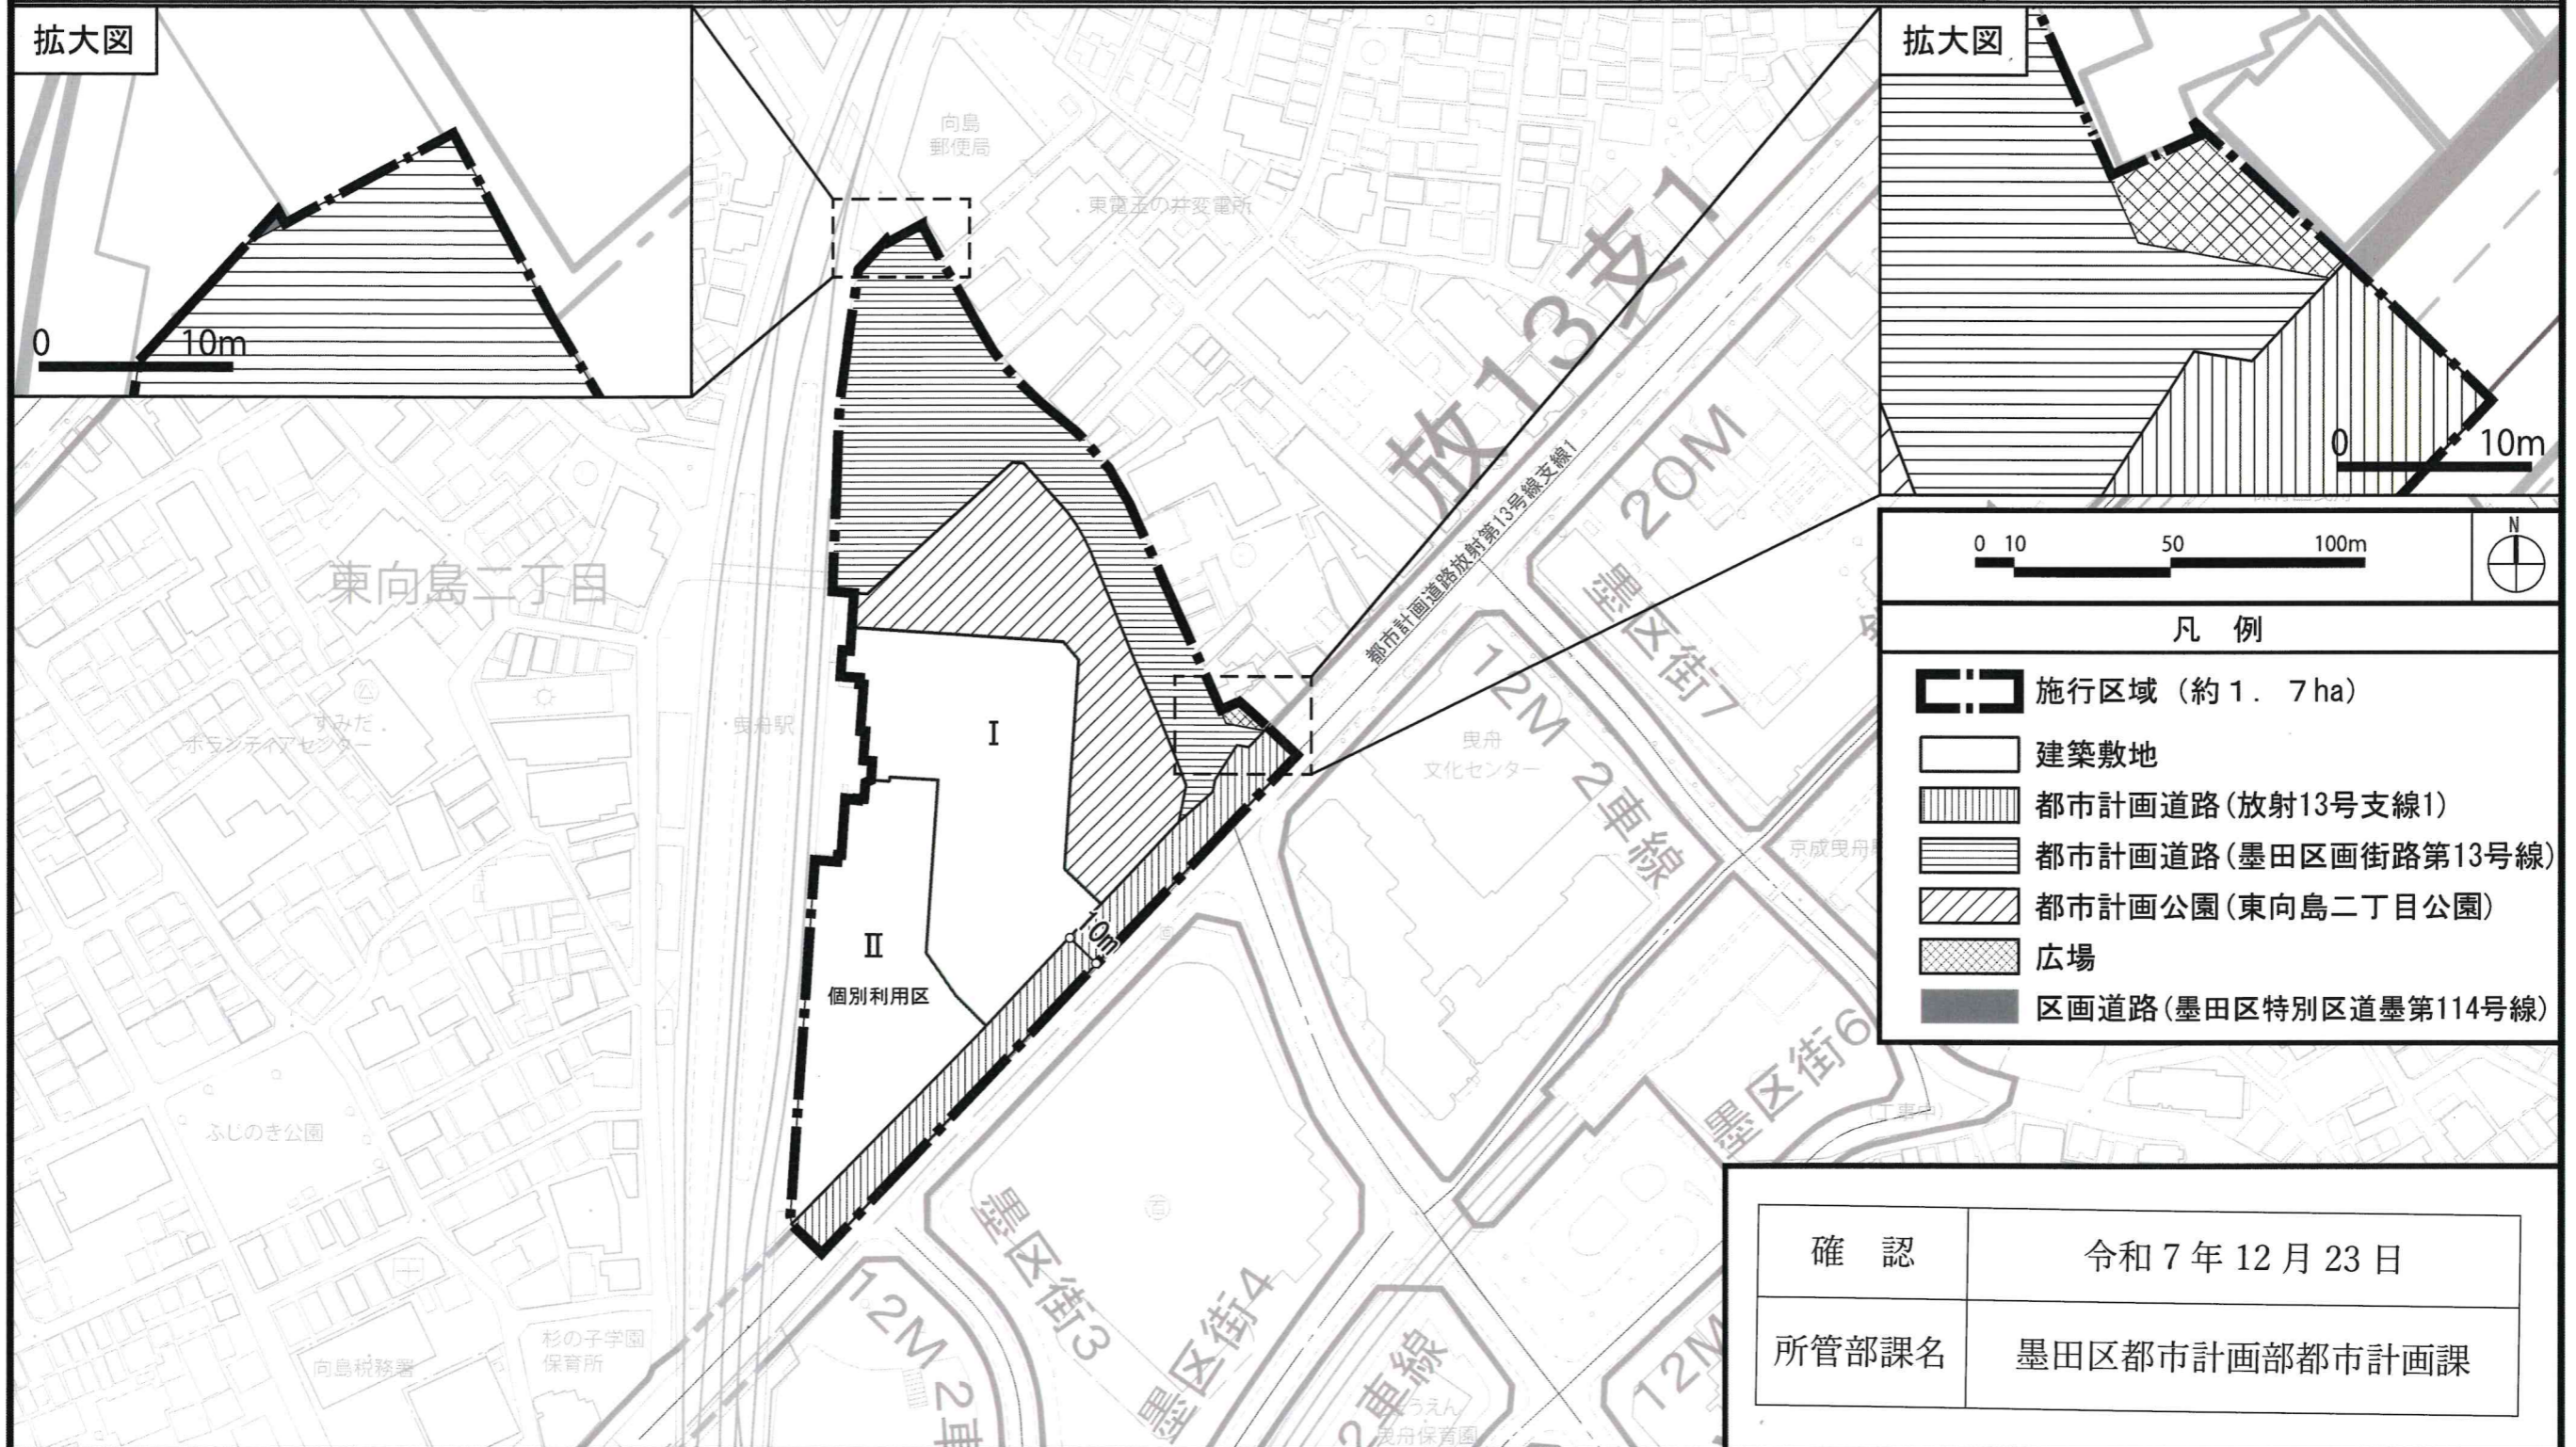 拡大図
0 10m
拡大図
0 10m
向島
郵便局
東電玉の井変電所
放13支1
20M
都市計画道路放射第13号線支線1
墨区街7
12M 2車線
東向島二丁目
すみだ
ボランティアセンター
曳舟駅
曳舟
文化センター
Ⅰ
Ⅱ
個別利用区
ふじのき公園
墨区街6
(工事中)
墨区街3
墨区街4
12M 2車
2車線
12M
杉の子学園
保育所
向島税務署
曳舟保育園
0 10 50 100m
N
凡 例
施行区域 (約1. 7ha)
建築敷地
都市計画道路(放射13号支線1)
都市計画道路(墨田区画街路第13号線)
都市計画公園(東向島二丁目公園)
広場
区画道路(墨田区特別区道墨第114号線)
確 認
令和7年12月23日
所管部課名
墨田区都市計画部都市計画課